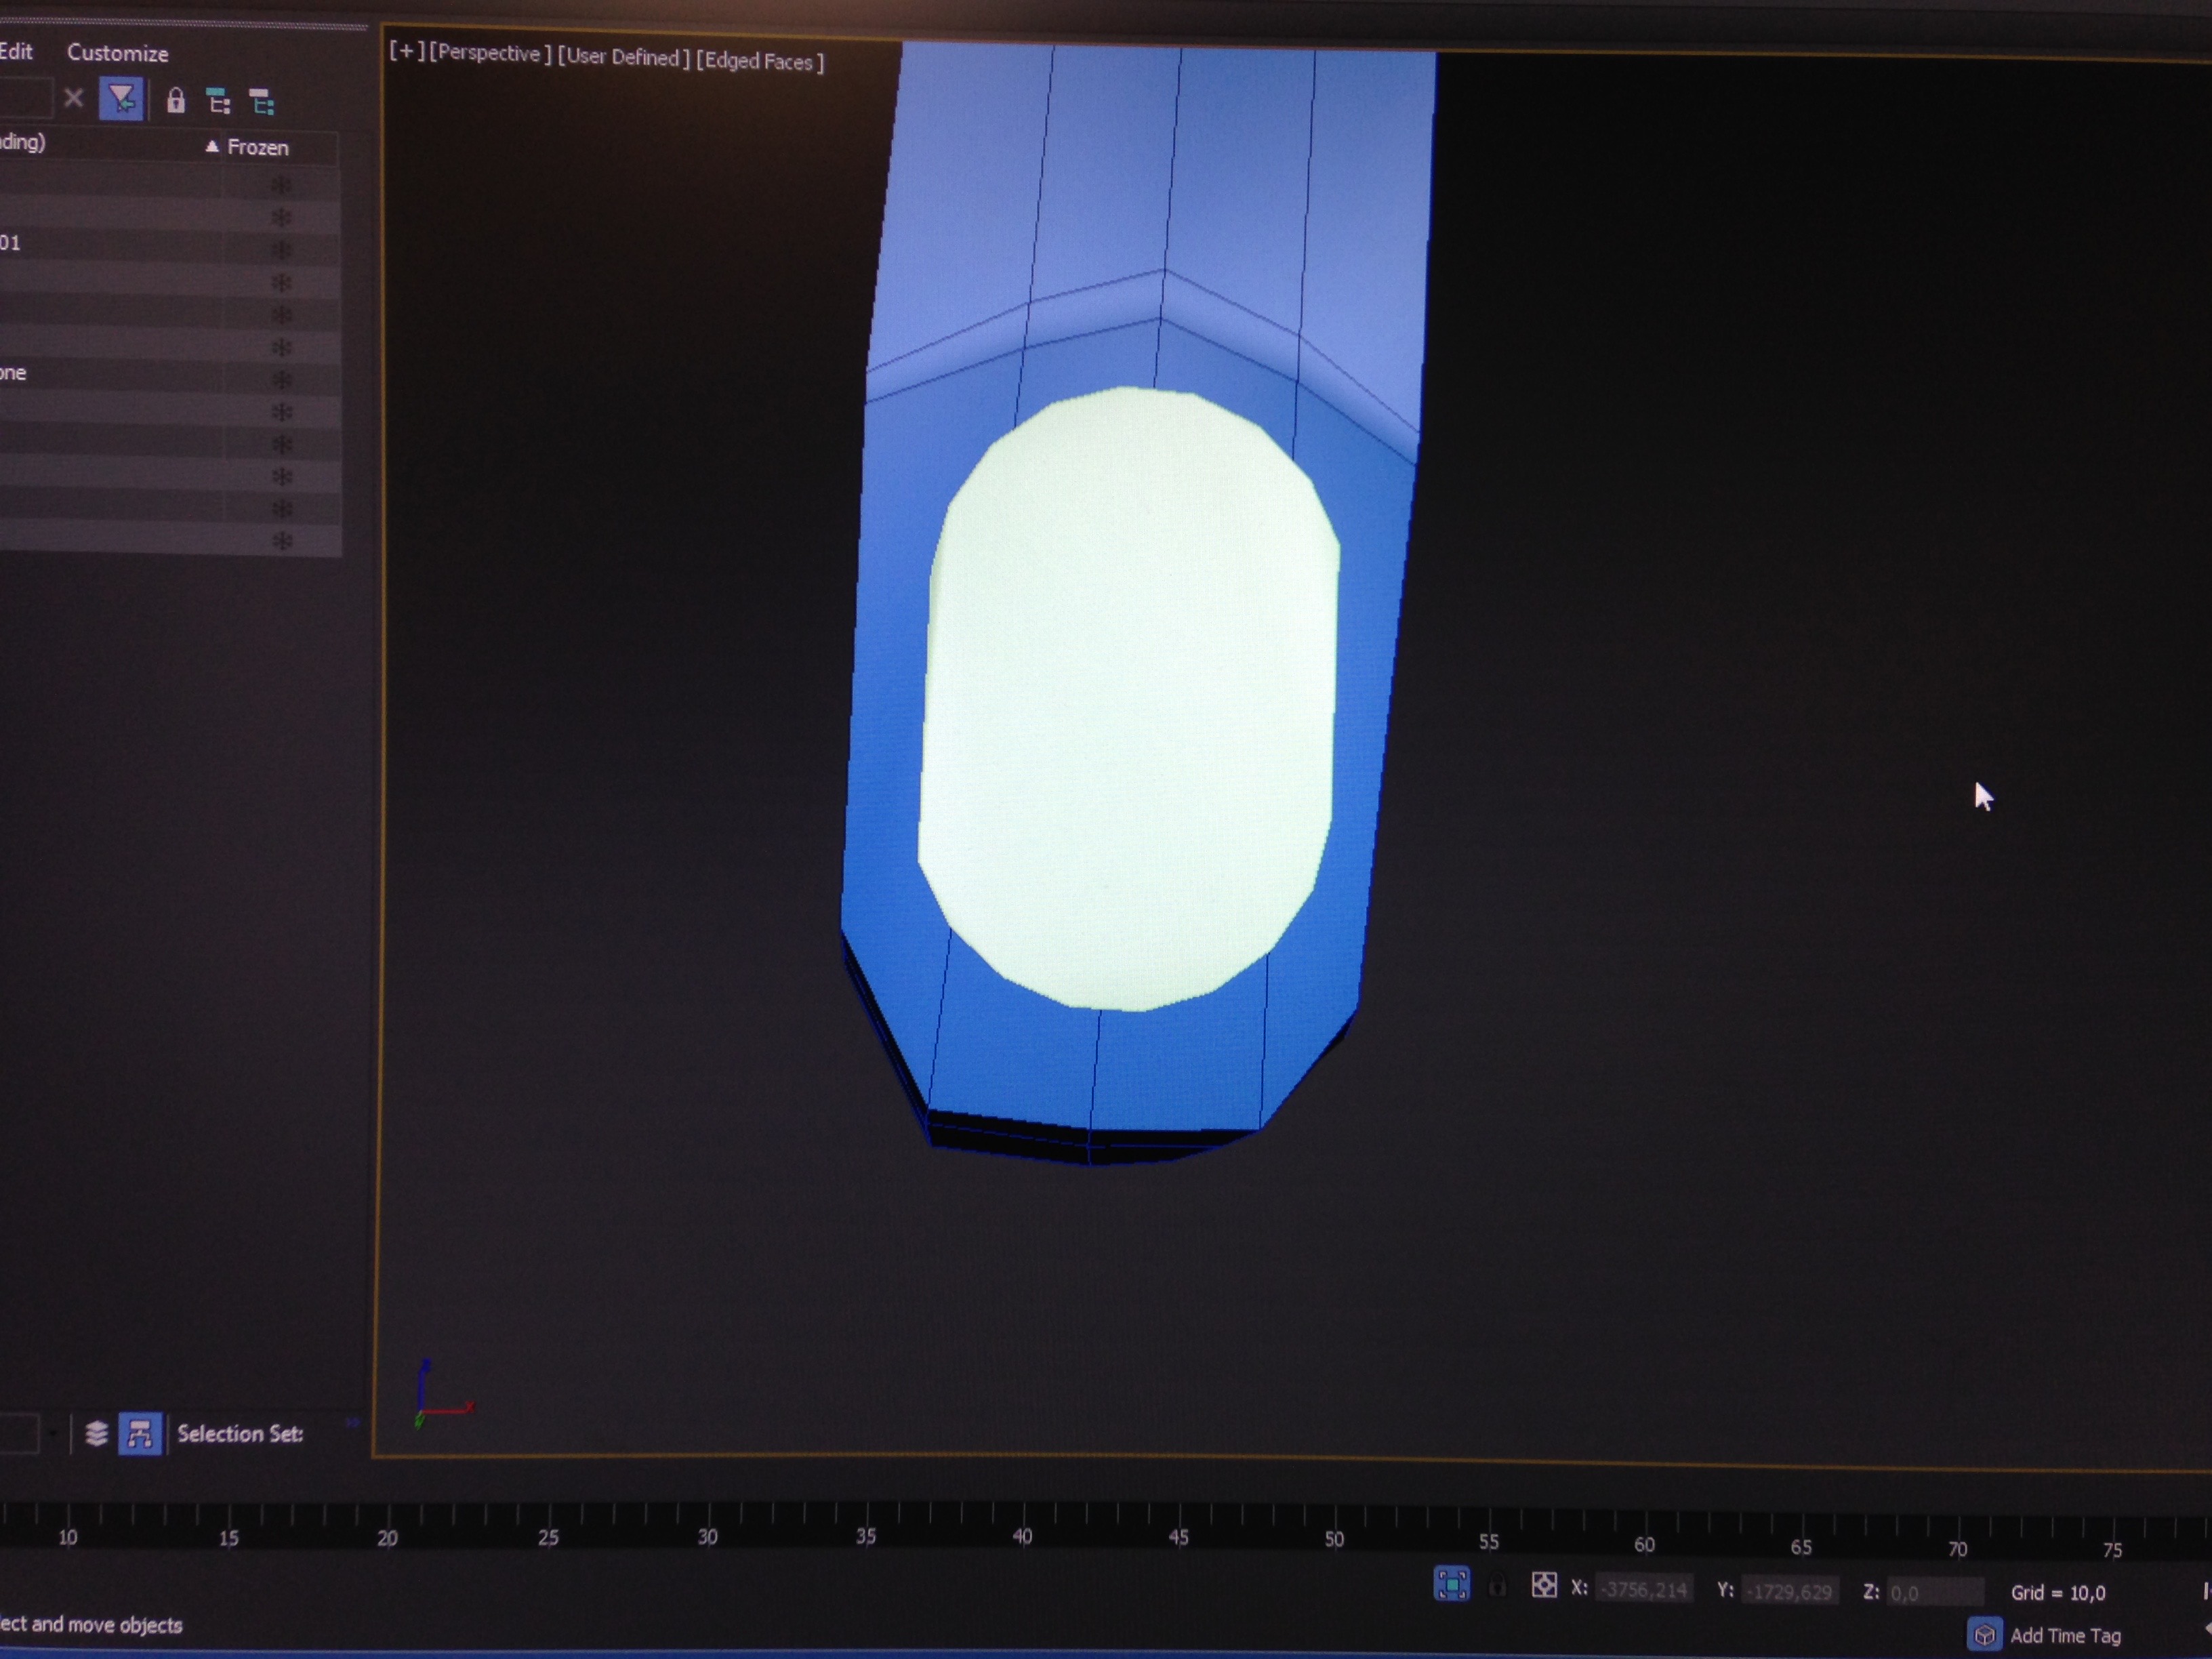 Edit Customize
[+] [Perspective ] [User Defined ] [Edged Faces ]
ding)
Frozen
01
one
Selection Set:
10 15 20 25 30 35 40 45 50 55 60 65 70 75
X: -3756,214 Y: -1729,629 Z: 0,0 Grid = 10,0
ect and move objects
Add Time Tag